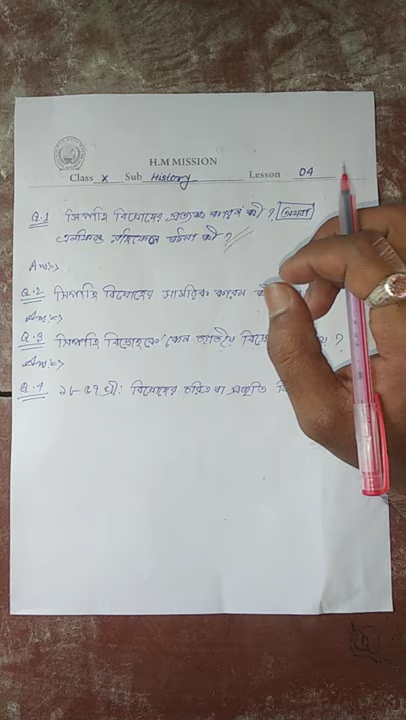 H.M MISSION
Class X Sub History Lesson 04
Q.1 সিপাহি বিদ্রোহের প্রত্যক্ষ কারণ কী ? অথবা
এনফিল্ড রাইফেলের ঘটনা কী ?
Ans:→
Q.2 সিপাহি বিদ্রোহের সামরিক কারন কী
Ans:→
Q.3 সিপাহি বিদ্রোহকে কেন জাতীয় ?
Ans:→
Q.4 ১৮৫৭ খ্রী: বিদ্রোহের চরিত্র বা প্রকৃতি